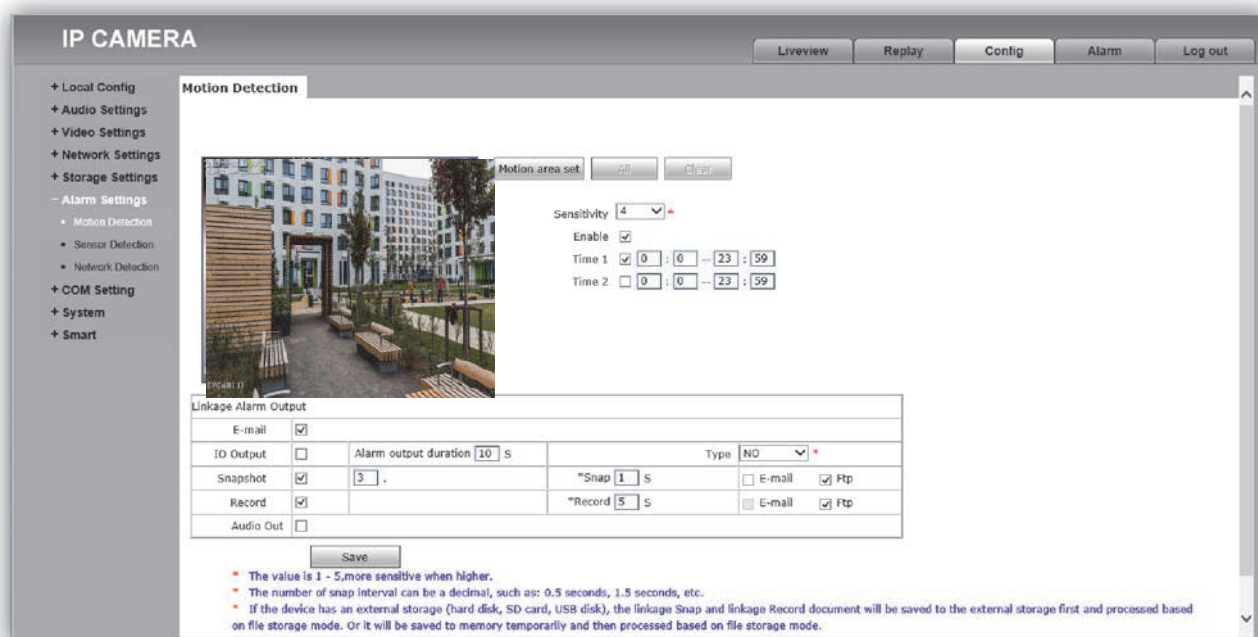 IP CAMERA
Liveview Replay Config Alarm Log out
+ Local Config
+ Audio Settings
+ Video Settings
+ Network Settings
+ Storage Settings
− Alarm Settings
• Motion Detection
• Sensor Detection
• Network Detection
+ COM Setting
+ System
+ Smart
Motion Detection
Motion area set All Clear
Sensitivity 4 *
Enable
Time 1 0 : 0 -- 23 : 59
Time 2 0 : 0 -- 23 : 59
Linkage Alarm Output
E-mail
IO Output Alarm output duration 10 S Type NO *
Snapshot 3 . *Snap 1 S E-mail Ftp
Record *Record 5 S E-mail Ftp
Audio Out
Save
* The value is 1 - 5,more sensitive when higher.
* The number of snap interval can be a decimal, such as: 0.5 seconds, 1.5 seconds, etc.
* If the device has an external storage (hard disk, SD card, USB disk), the linkage Snap and linkage Record document will be saved to the external storage first and processed based
on file storage mode. Or it will be saved to memory temporarily and then processed based on file storage mode.